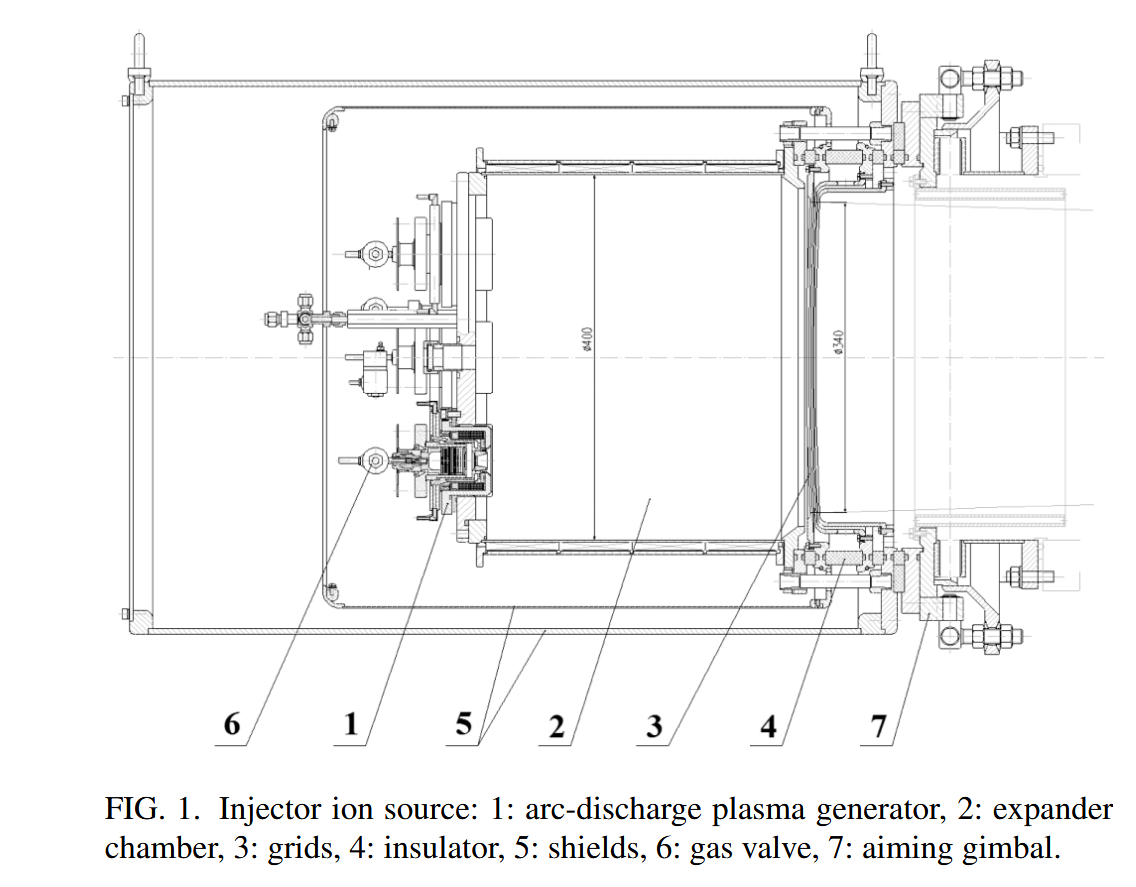 ø400
ø340
6 1 5 2 3 4 7
FIG. 1. Injector ion source: 1: arc-discharge plasma generator, 2: expander
chamber, 3: grids, 4: insulator, 5: shields, 6: gas valve, 7: aiming gimbal.